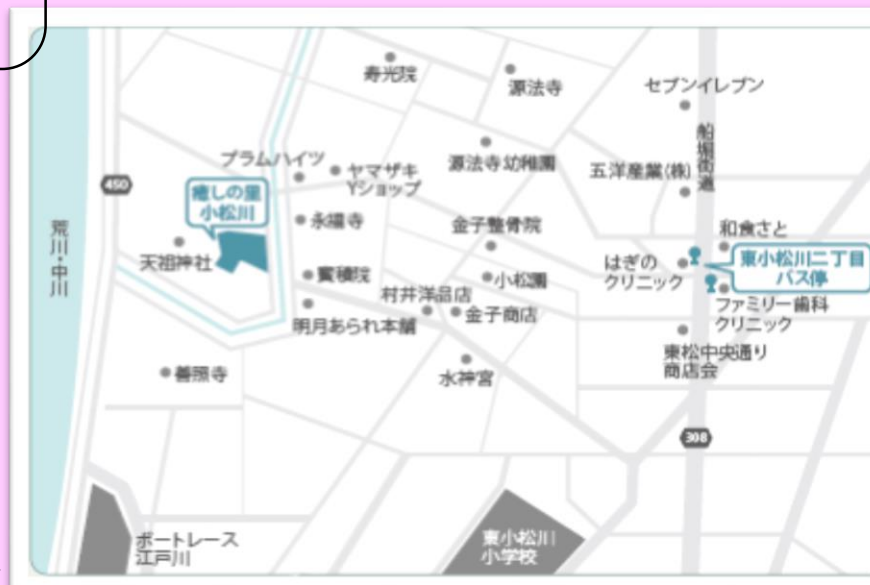 寿光院
源法寺
セブンイレブン
船堀街道
プラムハイツ
ヤマザキ
Yショップ
源法寺幼稚園
五洋産業(株)
450
癒しの里
小松川
永福寺
金子整骨院
和食さと
荒川・中川
天祖神社
はぎの
クリニック
東小松川二丁目
バス停
寳積院
小松園
村井洋品店
金子商店
ファミリー歯科
クリニック
明月あられ本舗
東松中央通り
商店会
善照寺
水神宮
308
ボートレース
江戸川
東小松川
小学校